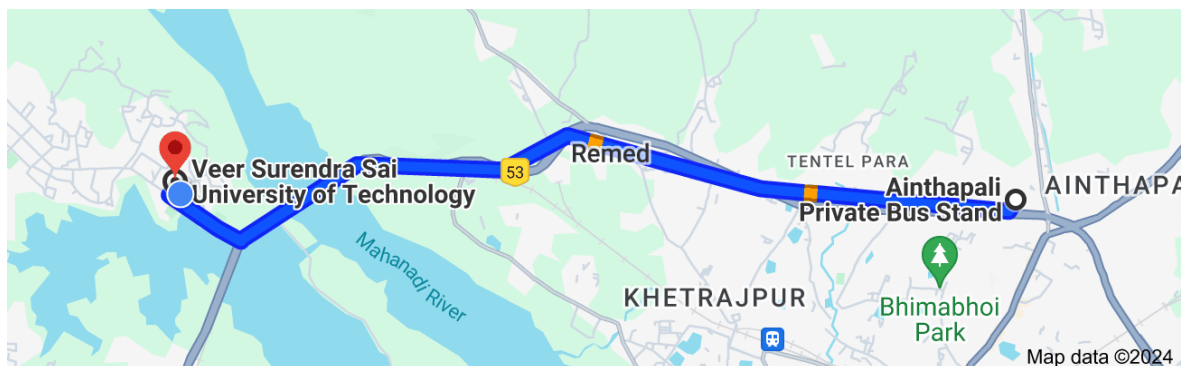 Veer Surendra Sai
University of Technology
53
Remed
TENTEL PARA
Ainthapali
Private Bus Stand
AINTHAPA
Mahanadi River
KHETRAJPUR
Bhimabhoi
Park
Map data ©2024